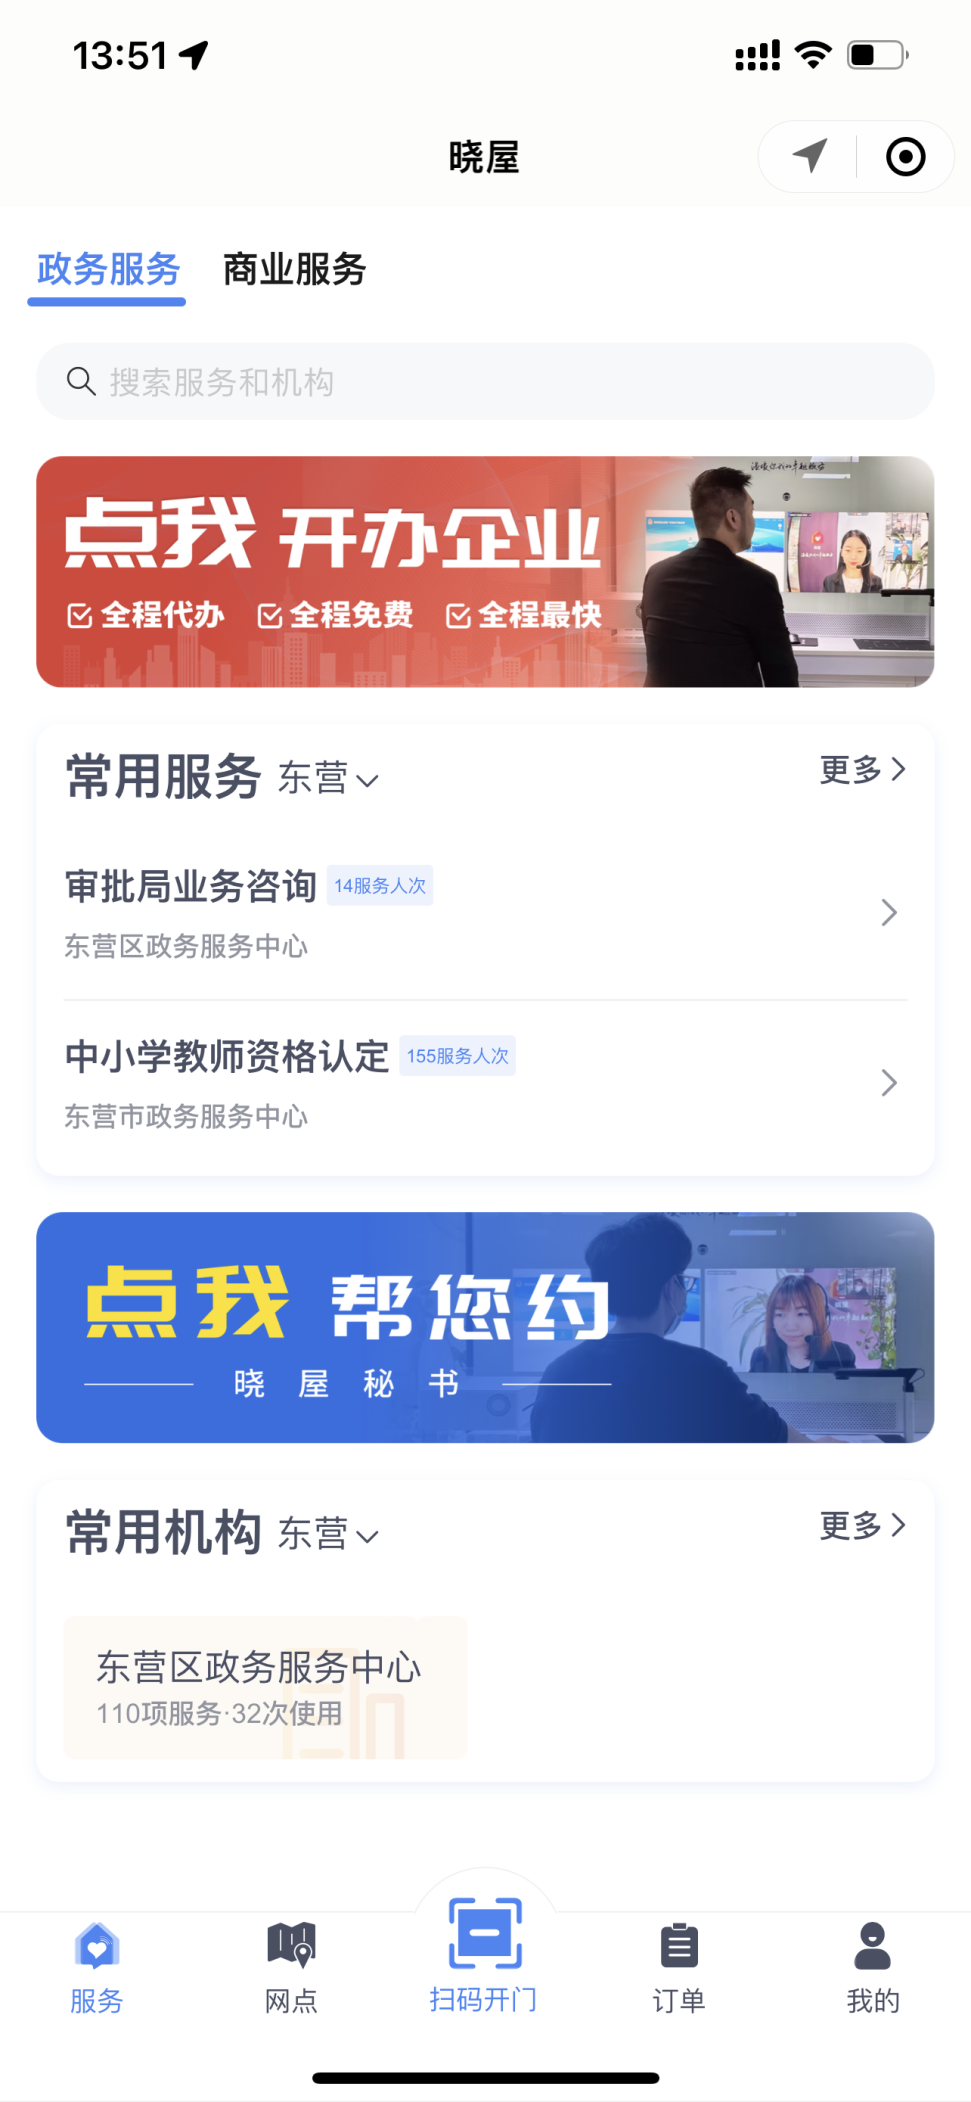 13:51
晓屋
政务服务 商业服务
搜索服务和机构
点我 开办企业
全程代办 全程免费 全程最快
常用服务 东营 更多
审批局业务咨询 14服务人次
东营区政务服务中心
中小学教师资格认定 155服务人次
东营市政务服务中心
点我 帮您约
晓屋秘书
常用机构 东营 更多
东营区政务服务中心
110项服务·32次使用
服务 网点 扫码开门 订单 我的